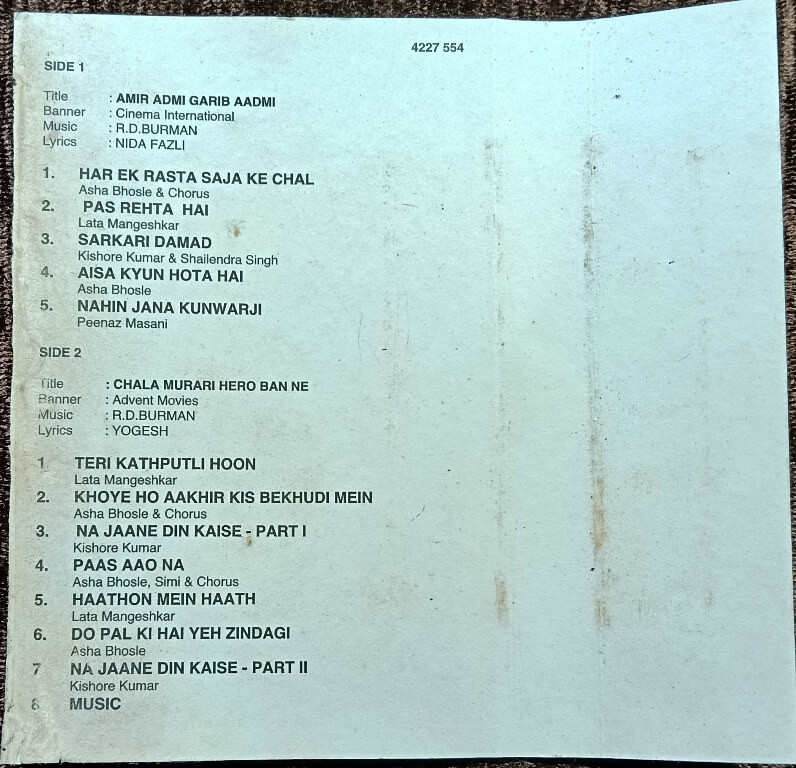 4227 554
SIDE 1
Title : AMIR ADMI GARIB AADMI
Banner : Cinema International
Music : R.D.BURMAN
Lyrics : NIDA FAZLI
1. HAR EK RASTA SAJA KE CHAL
Asha Bhosle & Chorus
2. PAS REHTA HAI
Lata Mangeshkar
3. SARKARI DAMAD
Kishore Kumar & Shailendra Singh
4. AISA KYUN HOTA HAI
Asha Bhosle
5. NAHIN JANA KUNWARJI
Peenaz Masani
SIDE 2
Title : CHALA MURARI HERO BAN NE
Banner : Advent Movies
Music : R.D.BURMAN
Lyrics : YOGESH
1 TERI KATHPUTLI HOON
Lata Mangeshkar
2. KHOYE HO AAKHIR KIS BEKHUDI MEIN
Asha Bhosle & Chorus
3. NA JAANE DIN KAISE - PART I
Kishore Kumar
4. PAAS AAO NA
Asha Bhosle, Simi & Chorus
5. HAATHON MEIN HAATH
Lata Mangeshkar
6. DO PAL KI HAI YEH ZINDAGI
Asha Bhosle
7 NA JAANE DIN KAISE - PART II
Kishore Kumar
8 MUSIC